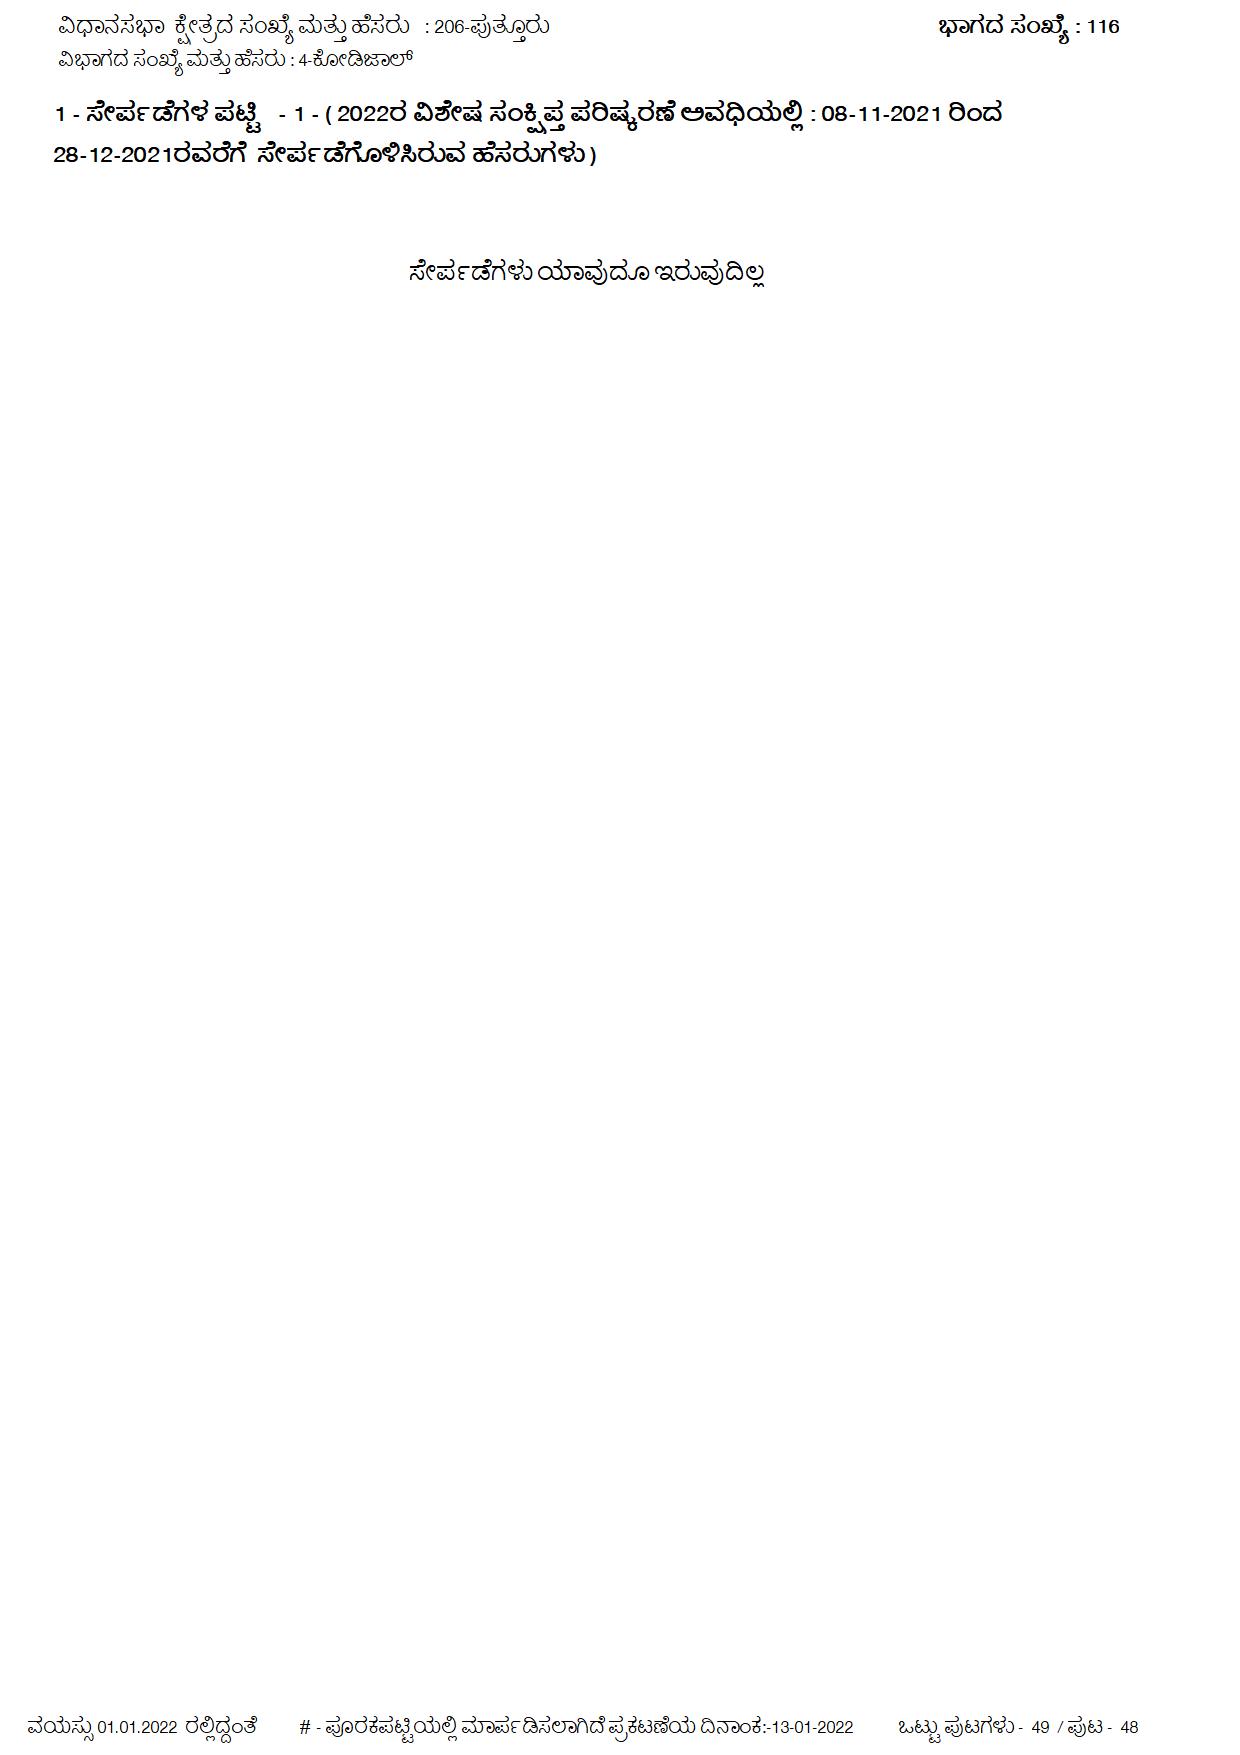 ವಿಧಾನಸಭಾ ಕ್ಷೇತ್ರದ ಸಂಖ್ಯೆ ಮತ್ತು ಹೆಸರು : 206-ಪುತ್ತೂರು ಭಾಗದ ಸಂಖ್ಯೆ : 116
ವಿಭಾಗದ ಸಂಖ್ಯೆ ಮತ್ತು ಹೆಸರು : 4-ಕೋಡಿಜಾಲ್
1 - ಸೇರ್ಪಡೆಗಳ ಪಟ್ಟಿ - 1 - ( 2022ರ ವಿಶೇಷ ಸಂಕ್ಷಿಪ್ತ ಪರಿಷ್ಕರಣೆ ಅವಧಿಯಲ್ಲಿ : 08-11-2021 ರಿಂದ
28-12-2021ರವರೆಗೆ ಸೇರ್ಪಡೆಗೊಳಿಸಿರುವ ಹೆಸರುಗಳು )
ಸೇರ್ಪಡೆಗಳು ಯಾವುದೂ ಇರುವುದಿಲ್ಲ
ವಯಸ್ಸು 01.01.2022 ರಲ್ಲಿದ್ದಂತೆ # - ಪೂರಕಪಟ್ಟಿಯಲ್ಲಿ ಮಾರ್ಪಡಿಸಲಾಗಿದೆ ಪ್ರಕಟಣೆಯ ದಿನಾಂಕ:-13-01-2022 ಒಟ್ಟು ಪುಟಗಳು - 49 / ಪುಟ - 48